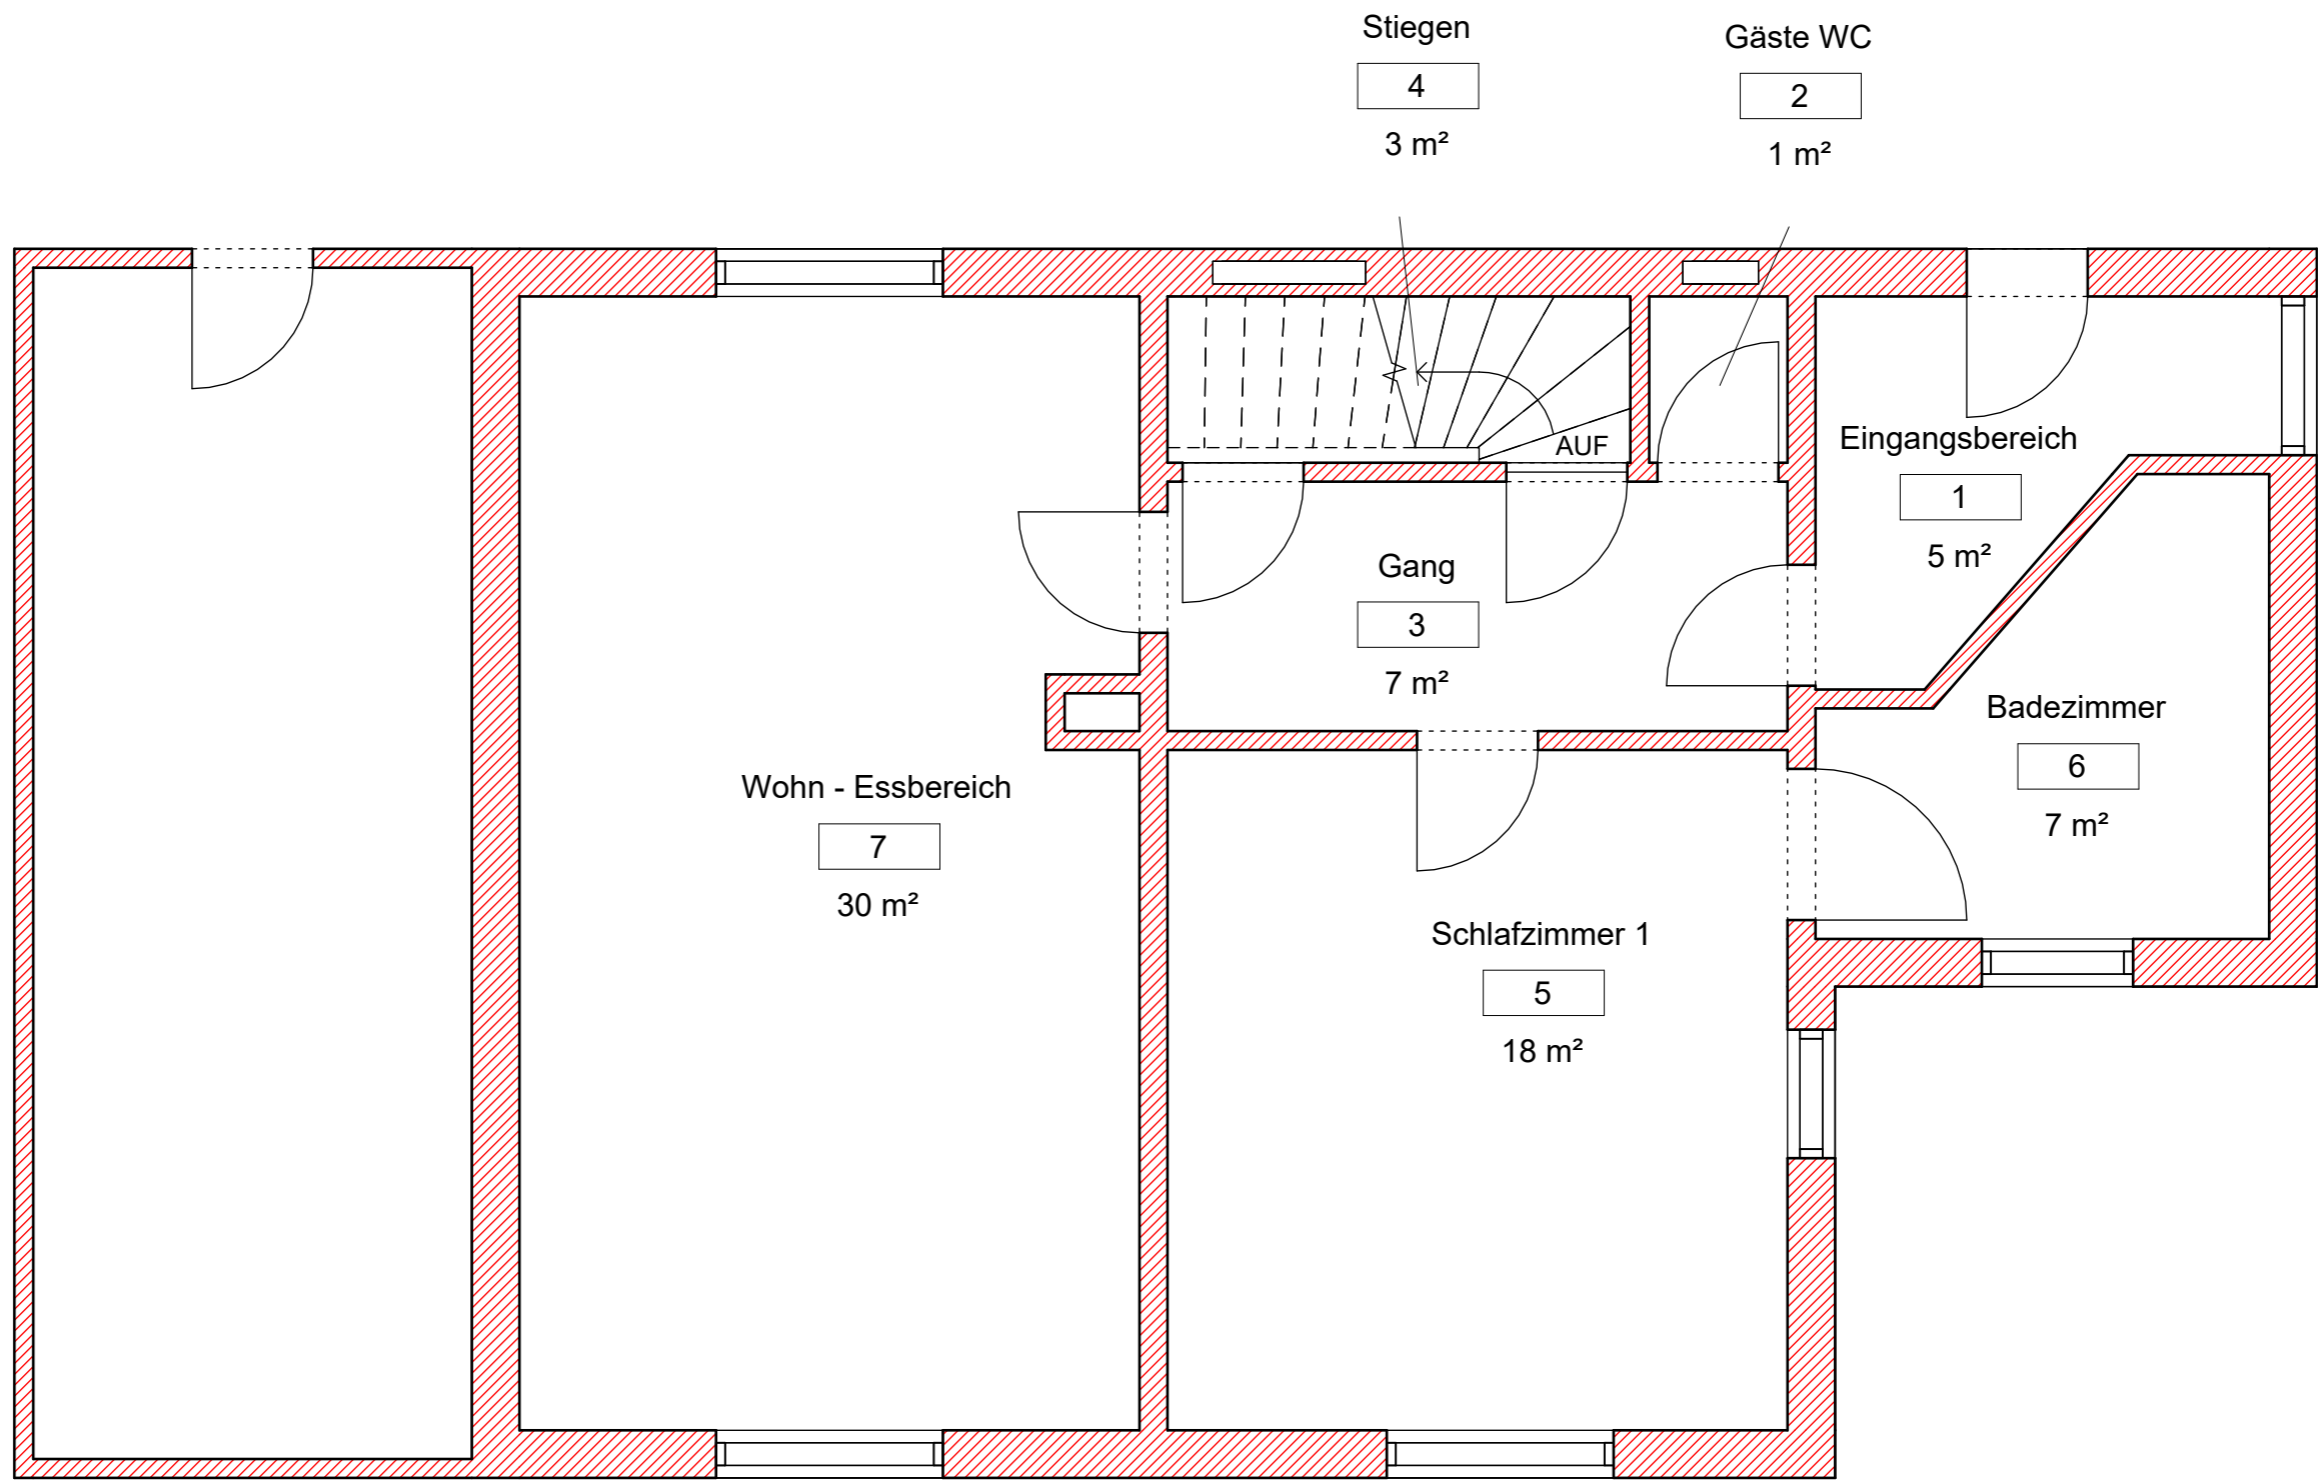 Stiegen
4
3 m²
Gäste WC
2
1 m²
AUF
Eingangsbereich
1
5 m²
Gang
3
7 m²
Badezimmer
6
7 m²
Wohn - Essbereich
7
30 m²
Schlafzimmer 1
5
18 m²